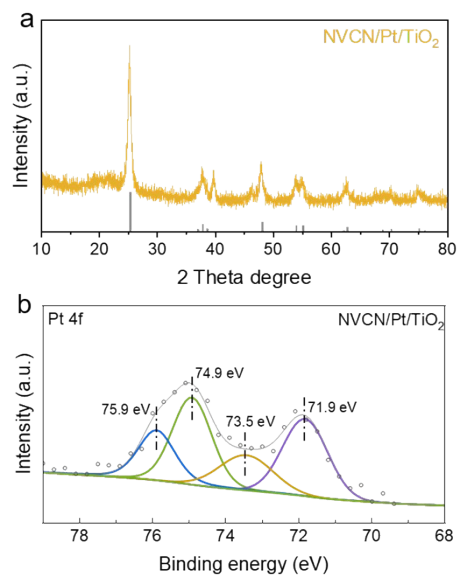 a
NVCN/Pt/TiO₂
Intensity (a.u.)
10 20 30 40 50 60 70 80
2 Theta degree
b
Pt 4f
NVCN/Pt/TiO₂
74.9 eV
75.9 eV
73.5 eV
71.9 eV
Intensity (a.u.)
78 76 74 72 70 68
Binding energy (eV)